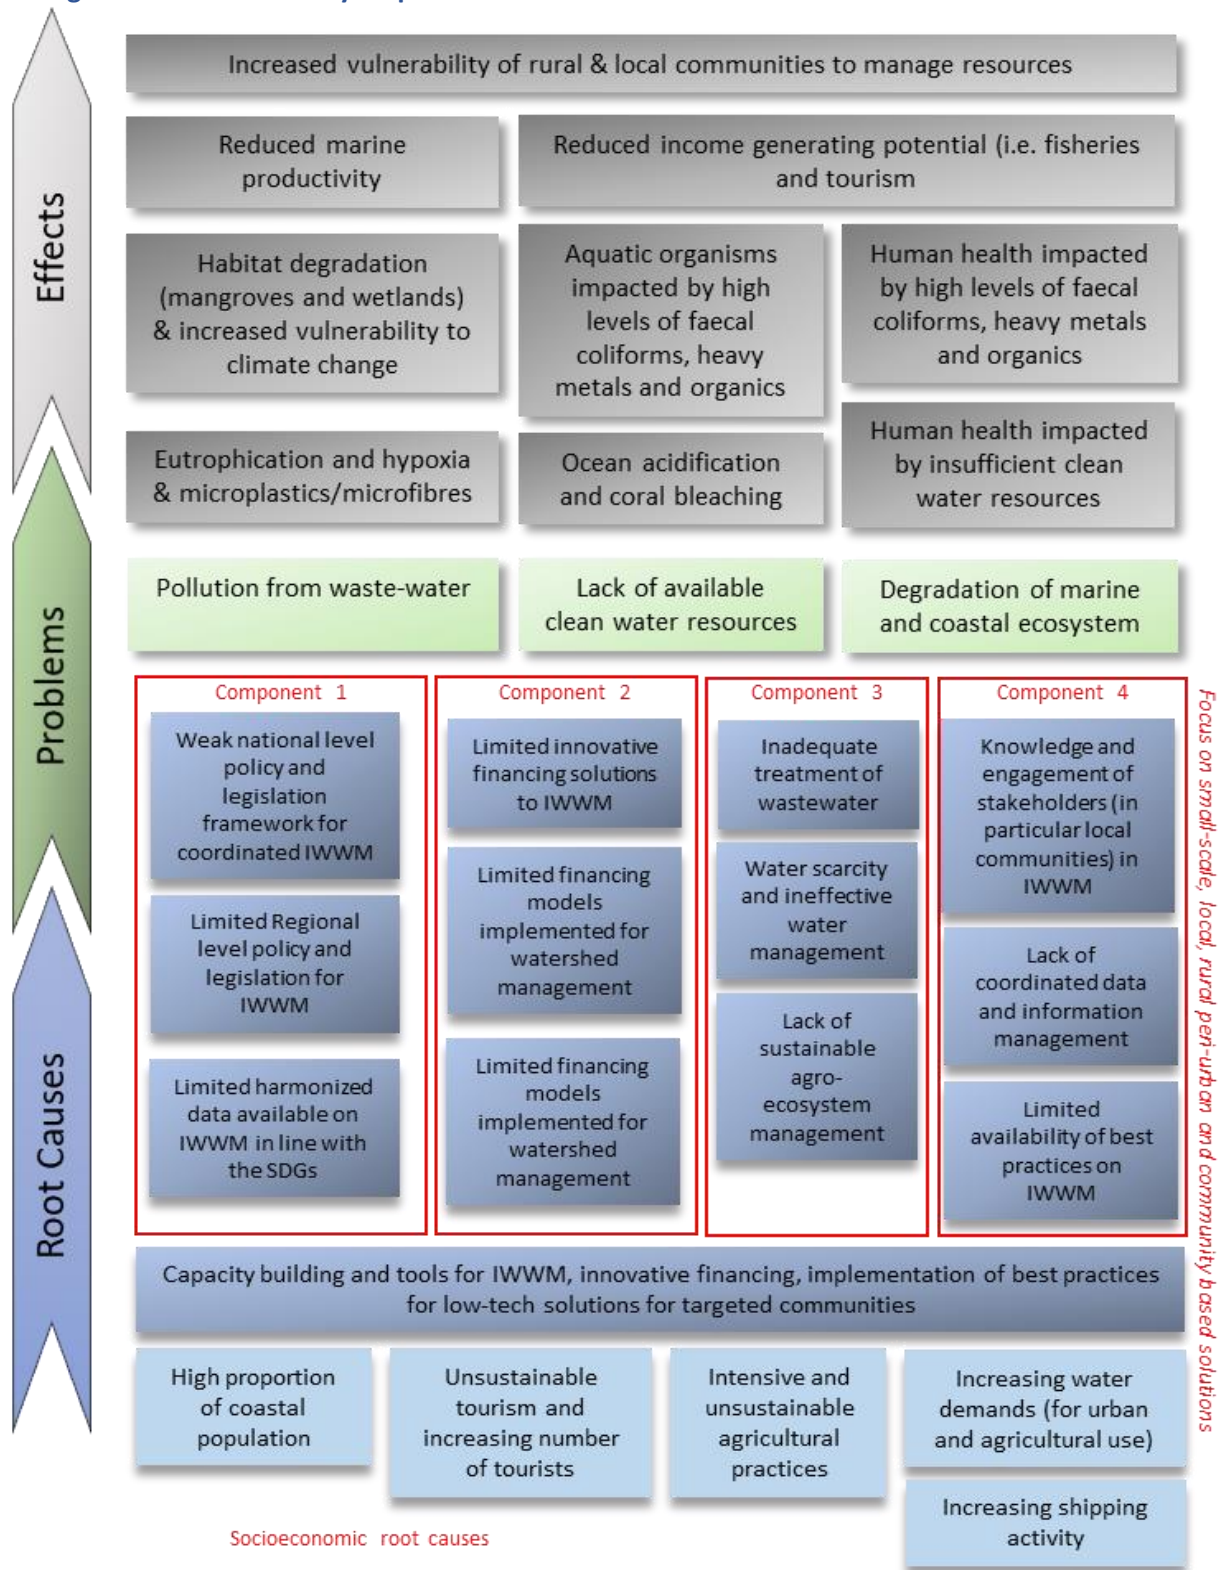 Increased vulnerability of rural & local communities to manage resources
Reduced marine
productivity
Reduced income generating potential (i.e. fisheries
and tourism
Habitat degradation
(mangroves and wetlands)
& increased vulnerability to
climate change
Aquatic organisms
impacted by high
levels of faecal
coliforms, heavy
metals and organics
Human health impacted
by high levels of faecal
coliforms, heavy metals
and organics
Eutrophication and hypoxia
& microplastics/microfibres
Ocean acidification
and coral bleaching
Human health impacted
by insufficient clean
water resources
Effects
Pollution from waste-water
Lack of available
clean water resources
Degradation of marine
and coastal ecosystem
Problems
Component 1
Weak national level
policy and
legislation
framework for
coordinated IWWM
Limited Regional
level policy and
legislation for
IWWM
Limited harmonized
data available on
IWWM in line with
the SDGs
Component 2
Limited innovative
financing solutions
to IWWM
Limited financing
models
implemented for
watershed
management
Limited financing
models
implemented for
watershed
management
Component 3
Inadequate
treatment of
wastewater
Water scarcity
and ineffective
water
management
Lack of
sustainable
agro-
ecosystem
management
Component 4
Knowledge and
engagement of
stakeholders (in
particular local
communities) in
IWWM
Lack of
coordinated data
and information
management
Limited
availability of best
practices on
IWWM
Focus on small-scale, local, rural peri-urban and community based solutions
Root Causes
Capacity building and tools for IWWM, innovative financing, implementation of best practices
for low-tech solutions for targeted communities
High proportion
of coastal
population
Unsustainable
tourism and
increasing number
of tourists
Intensive and
unsustainable
agricultural
practices
Increasing water
demands (for urban
and agricultural use)
Increasing shipping
activity
Socioeconomic root causes